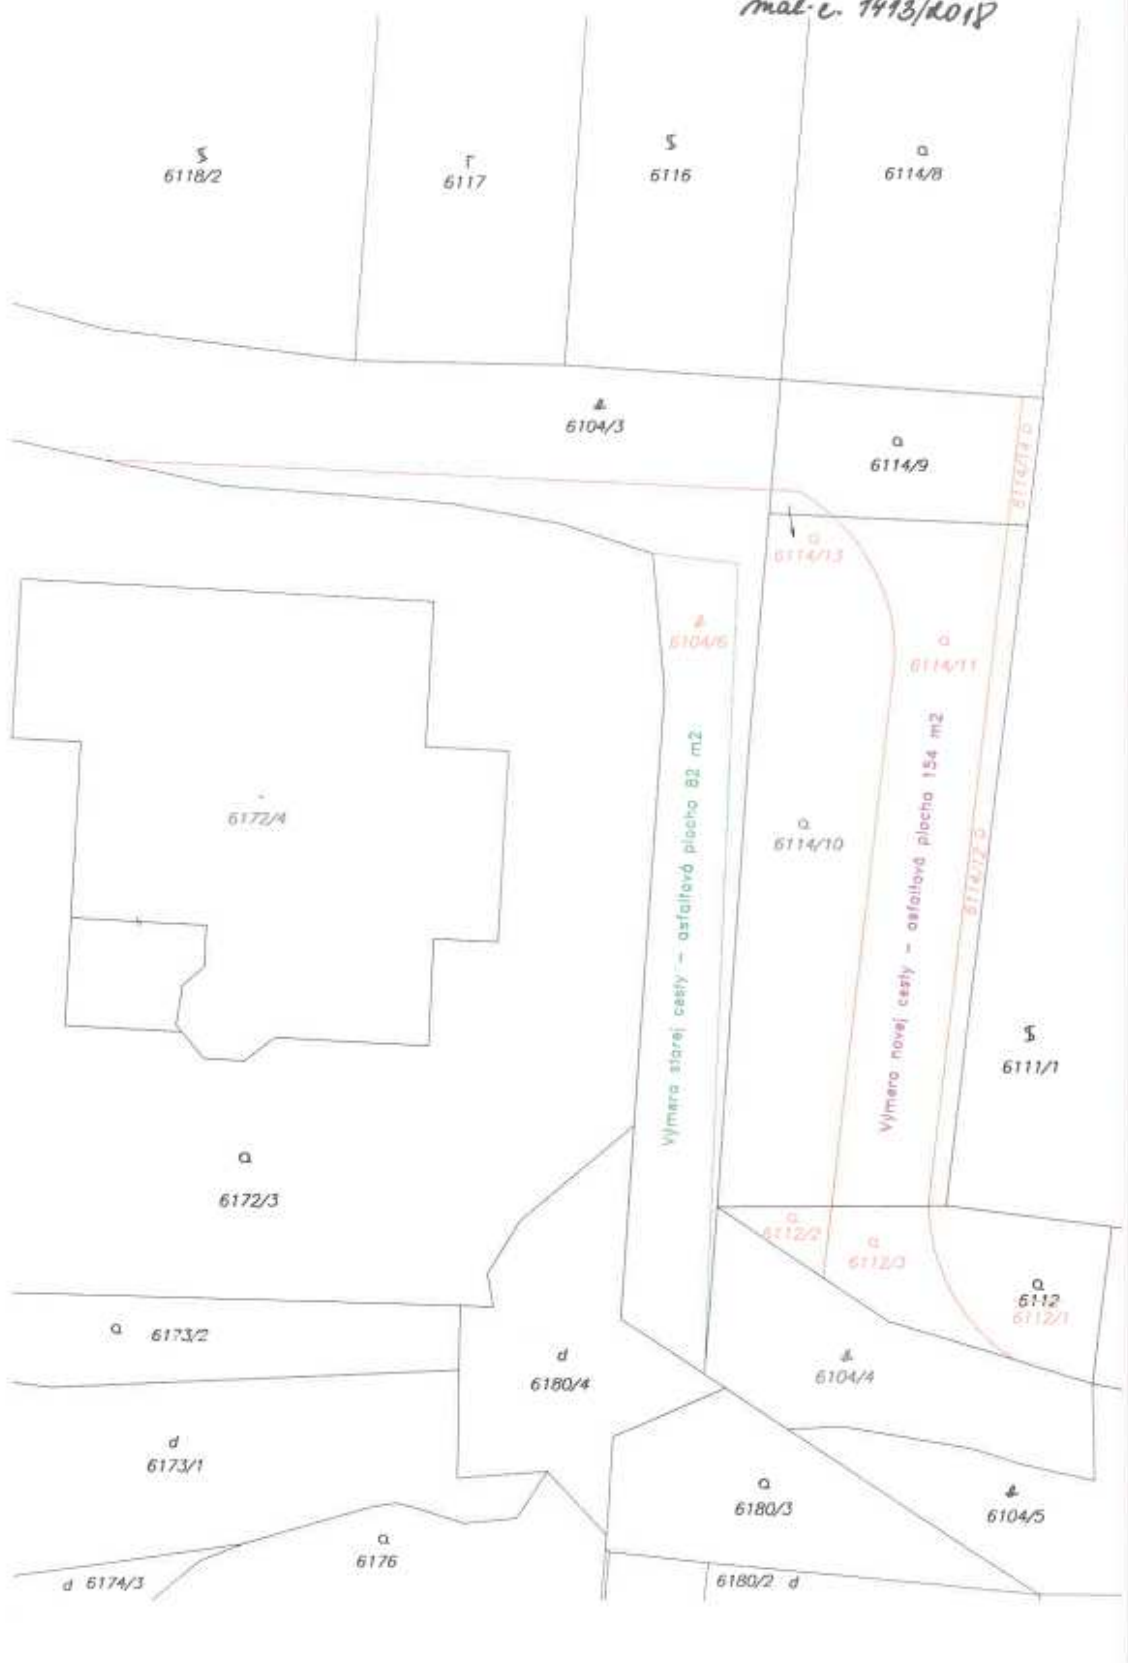 mat.č. 1413/2018
6118/2
6117
6116
a
6114/8
6104/3
a
6114/9
6114/14 a
a
6114/13
6104/6
a
6114/11
6172/4
a
6114/10
Výmera starej cesty - asfaltová plocha 82 m2
Výmera novej cesty - asfaltová plocha 154 m2
6114/12 a
6111/1
a
6172/3
a
6112/2
a
6112/3
a
6112
6112/1
a 6173/2
d
6180/4
6104/4
d
6173/1
a
6180/3
6104/5
a
6176
d 6174/3
6180/2 d